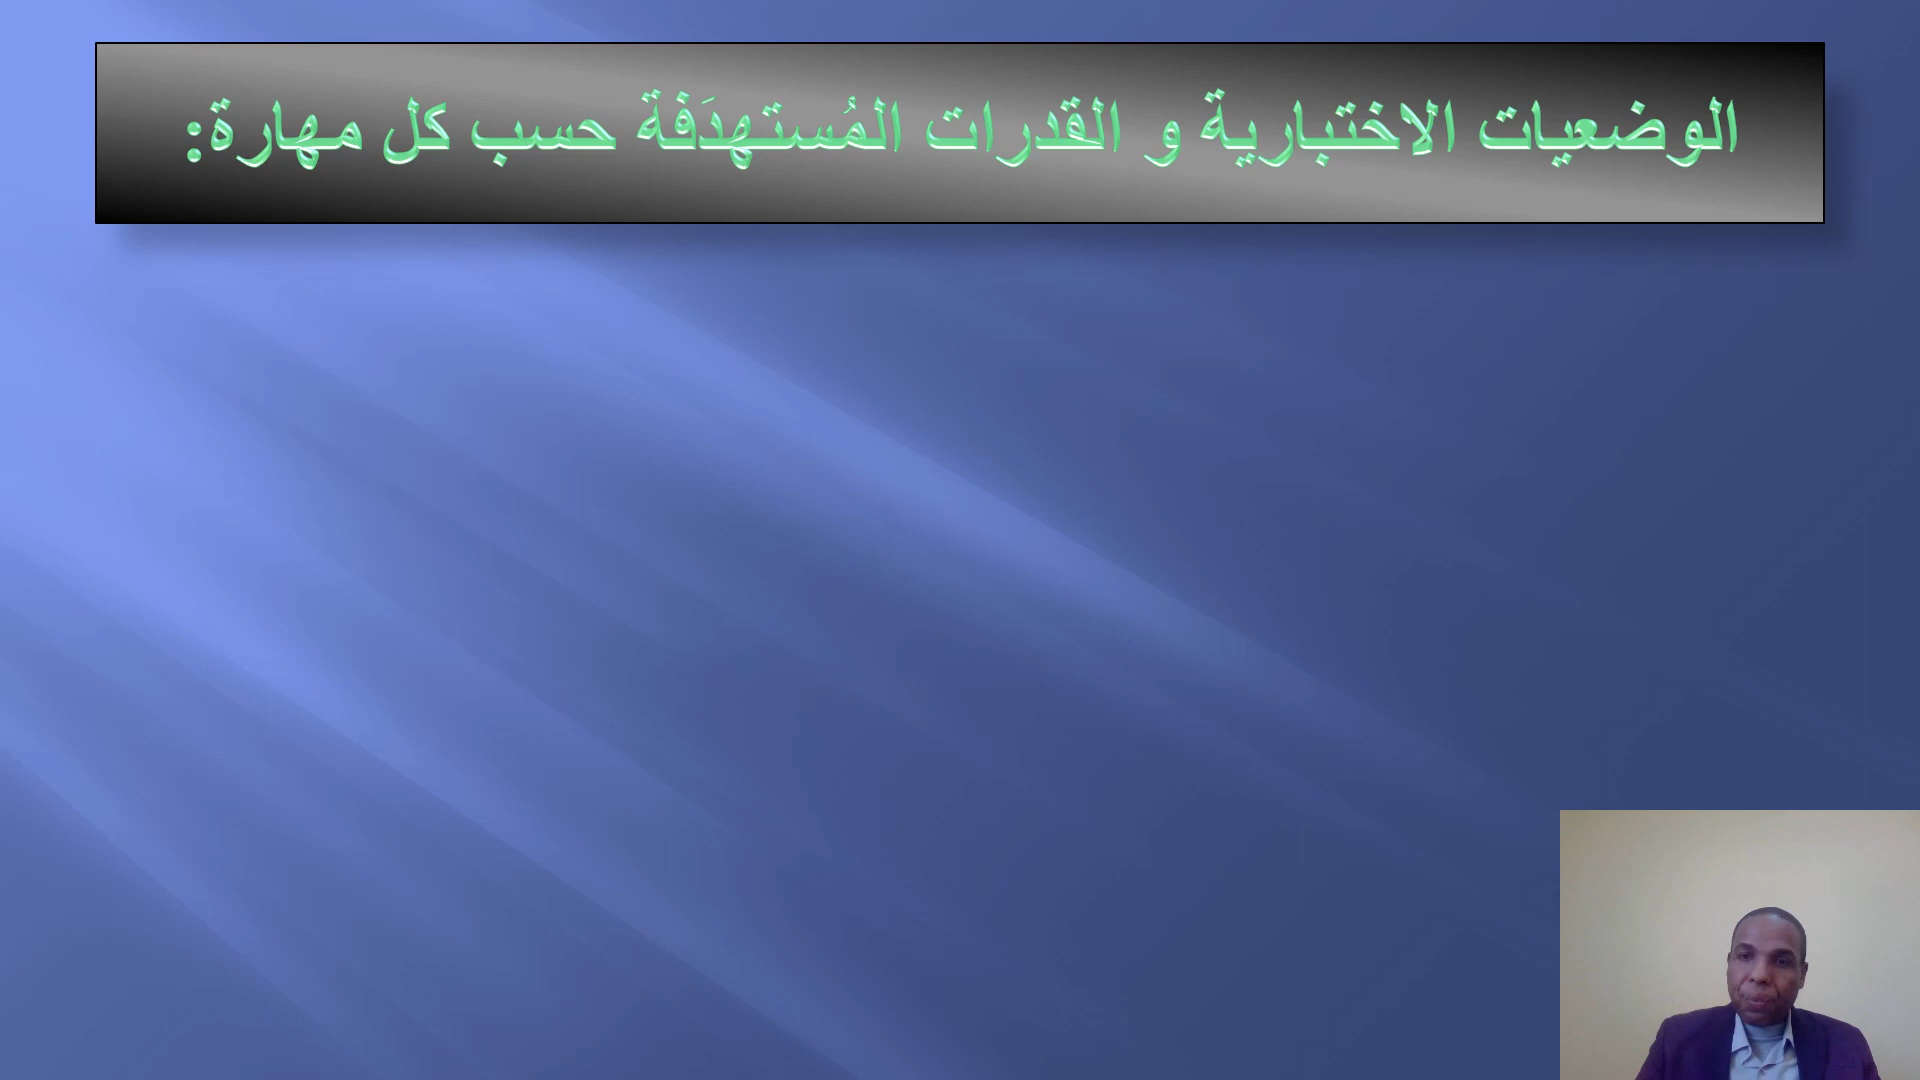 الوضعيات الاختبارية و القدرات المُستهدَفة حسب كل مهارة: